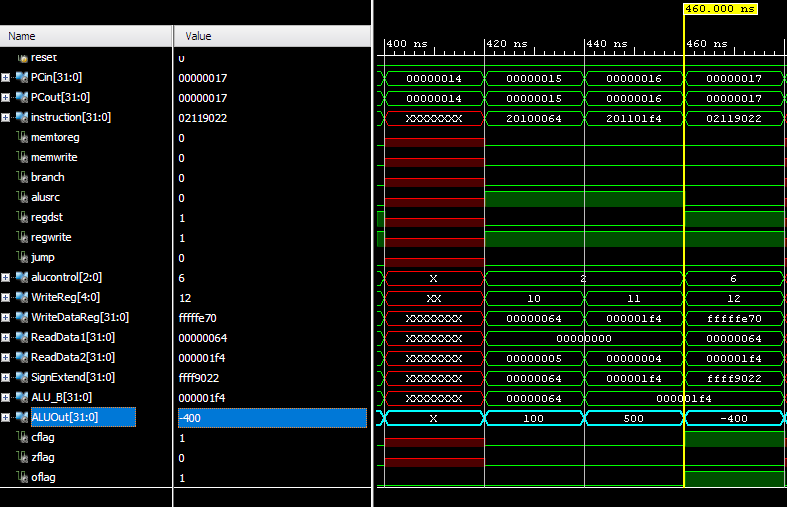 460.000 ns
Name Value 400 ns 420 ns 440 ns 460 ns
reset 0
PCin[31:0] 00000017 00000014 00000015 00000016 00000017
PCout[31:0] 00000017 00000014 00000015 00000016 00000017
instruction[31:0] 02119022 XXXXXXXX 20100064 201101f4 02119022
memtoreg 0
memwrite 0
branch 0
alusrc 0
regdst 1
regwrite 1
jump 0
alucontrol[2:0] 6 X 2 6
WriteReg[4:0] 12 XX 10 11 12
WriteDataReg[31:0] fffffe70 XXXXXXXX 00000064 000001f4 fffffe70
ReadData1[31:0] 00000064 XXXXXXXX 00000000 00000064
ReadData2[31:0] 000001f4 XXXXXXXX 00000005 00000004 000001f4
SignExtend[31:0] ffff9022 XXXXXXXX 00000064 000001f4 ffff9022
ALU_B[31:0] 000001f4 XXXXXXXX 00000064 000001f4
ALUOut[31:0] -400 X 100 500 -400
cflag 1
zflag 0
oflag 1